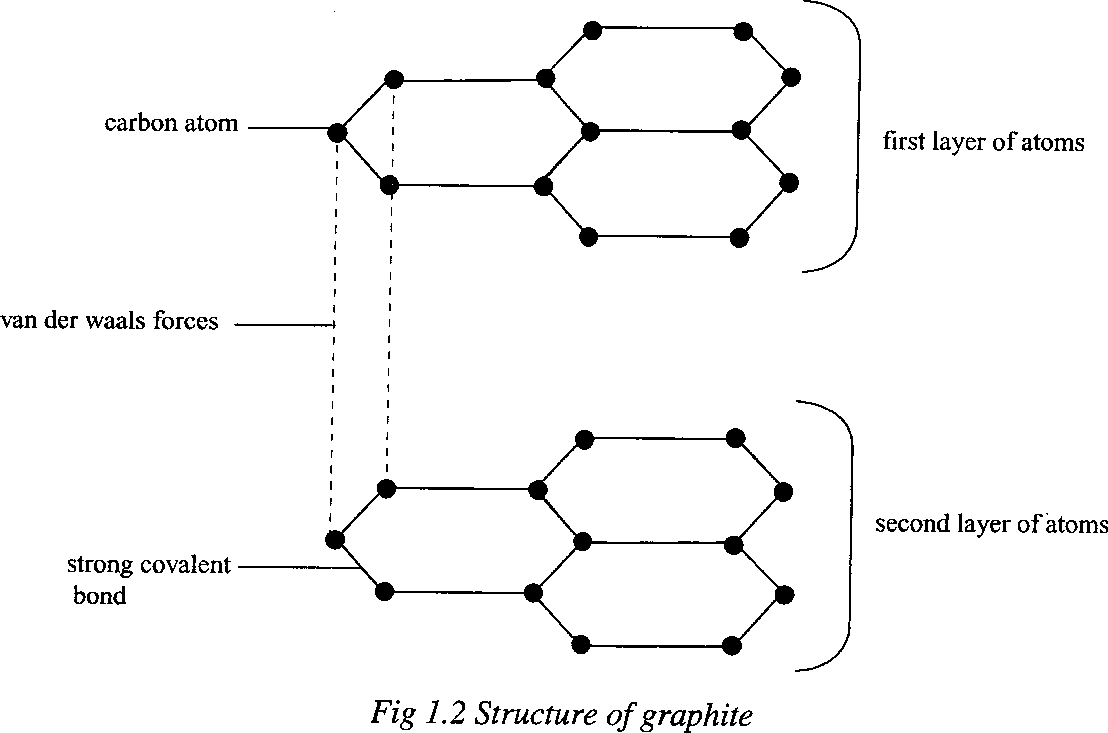 carbon atom
first layer of atoms
van der waals forces
second layer of atoms
strong covalent
bond
Fig 1.2 Structure of graphite